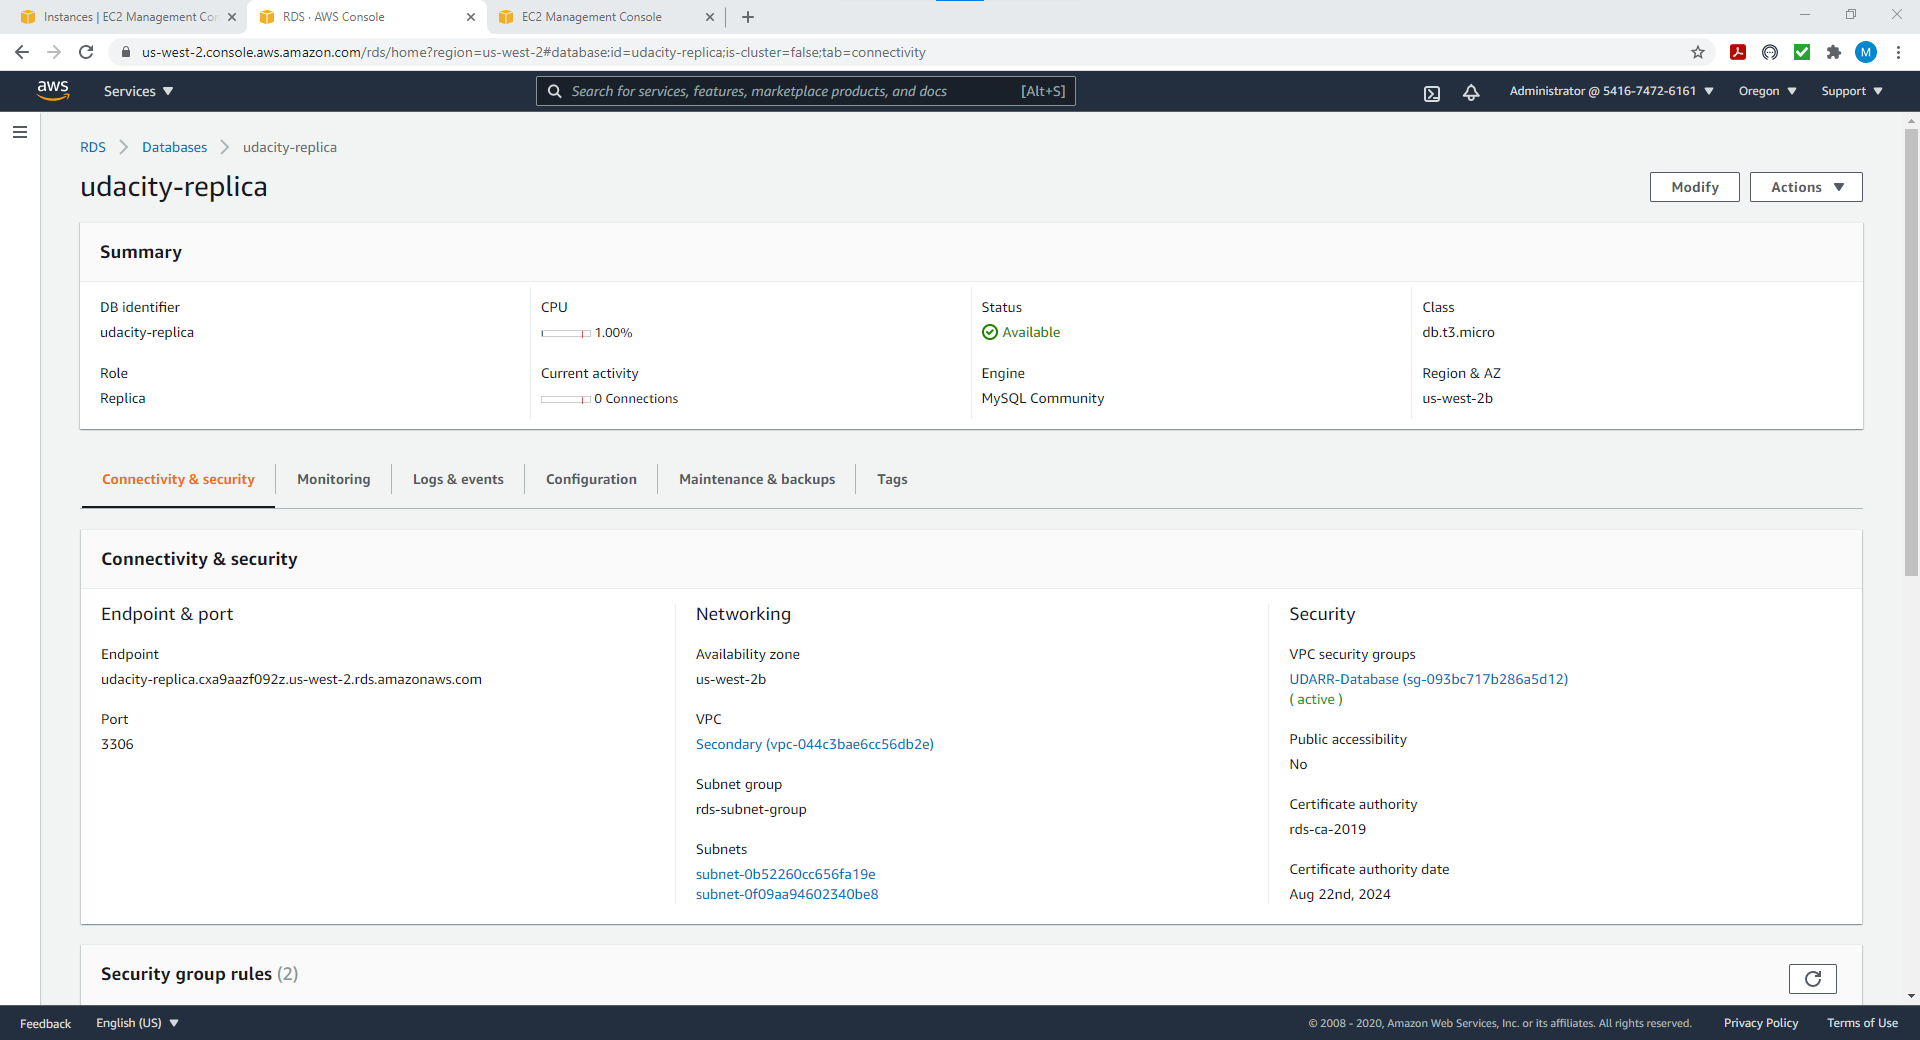 Instances | EC2 Management Con
RDS · AWS Console
EC2 Management Console
us-west-2.console.aws.amazon.com/rds/home?region=us-west-2#database:id=udacity-replica;is-cluster=false;tab=connectivity
M
aws
Services
Search for services, features, marketplace products, and docs
[Alt+S]
Administrator @ 5416-7472-6161
Oregon
Support
RDS
Databases
udacity-replica
udacity-replica
Modify
Actions
Summary
DB identifier
udacity-replica
CPU
1.00%
Status
Available
Class
db.t3.micro
Role
Replica
Current activity
0 Connections
Engine
MySQL Community
Region & AZ
us-west-2b
Connectivity & security
Monitoring
Logs & events
Configuration
Maintenance & backups
Tags
Connectivity & security
Endpoint & port
Endpoint
udacity-replica.cxa9aazf092z.us-west-2.rds.amazonaws.com
Port
3306
Networking
Availability zone
us-west-2b
VPC
Secondary (vpc-044c3bae6cc56db2e)
Subnet group
rds-subnet-group
Subnets
subnet-0b52260cc656fa19e
subnet-0f09aa94602340be8
Security
VPC security groups
UDARR-Database (sg-093bc717b286a5d12)
( active )
Public accessibility
No
Certificate authority
rds-ca-2019
Certificate authority date
Aug 22nd, 2024
Security group rules (2)
Feedback
English (US)
© 2008 - 2020, Amazon Web Services, Inc. or its affiliates. All rights reserved.
Privacy Policy
Terms of Use